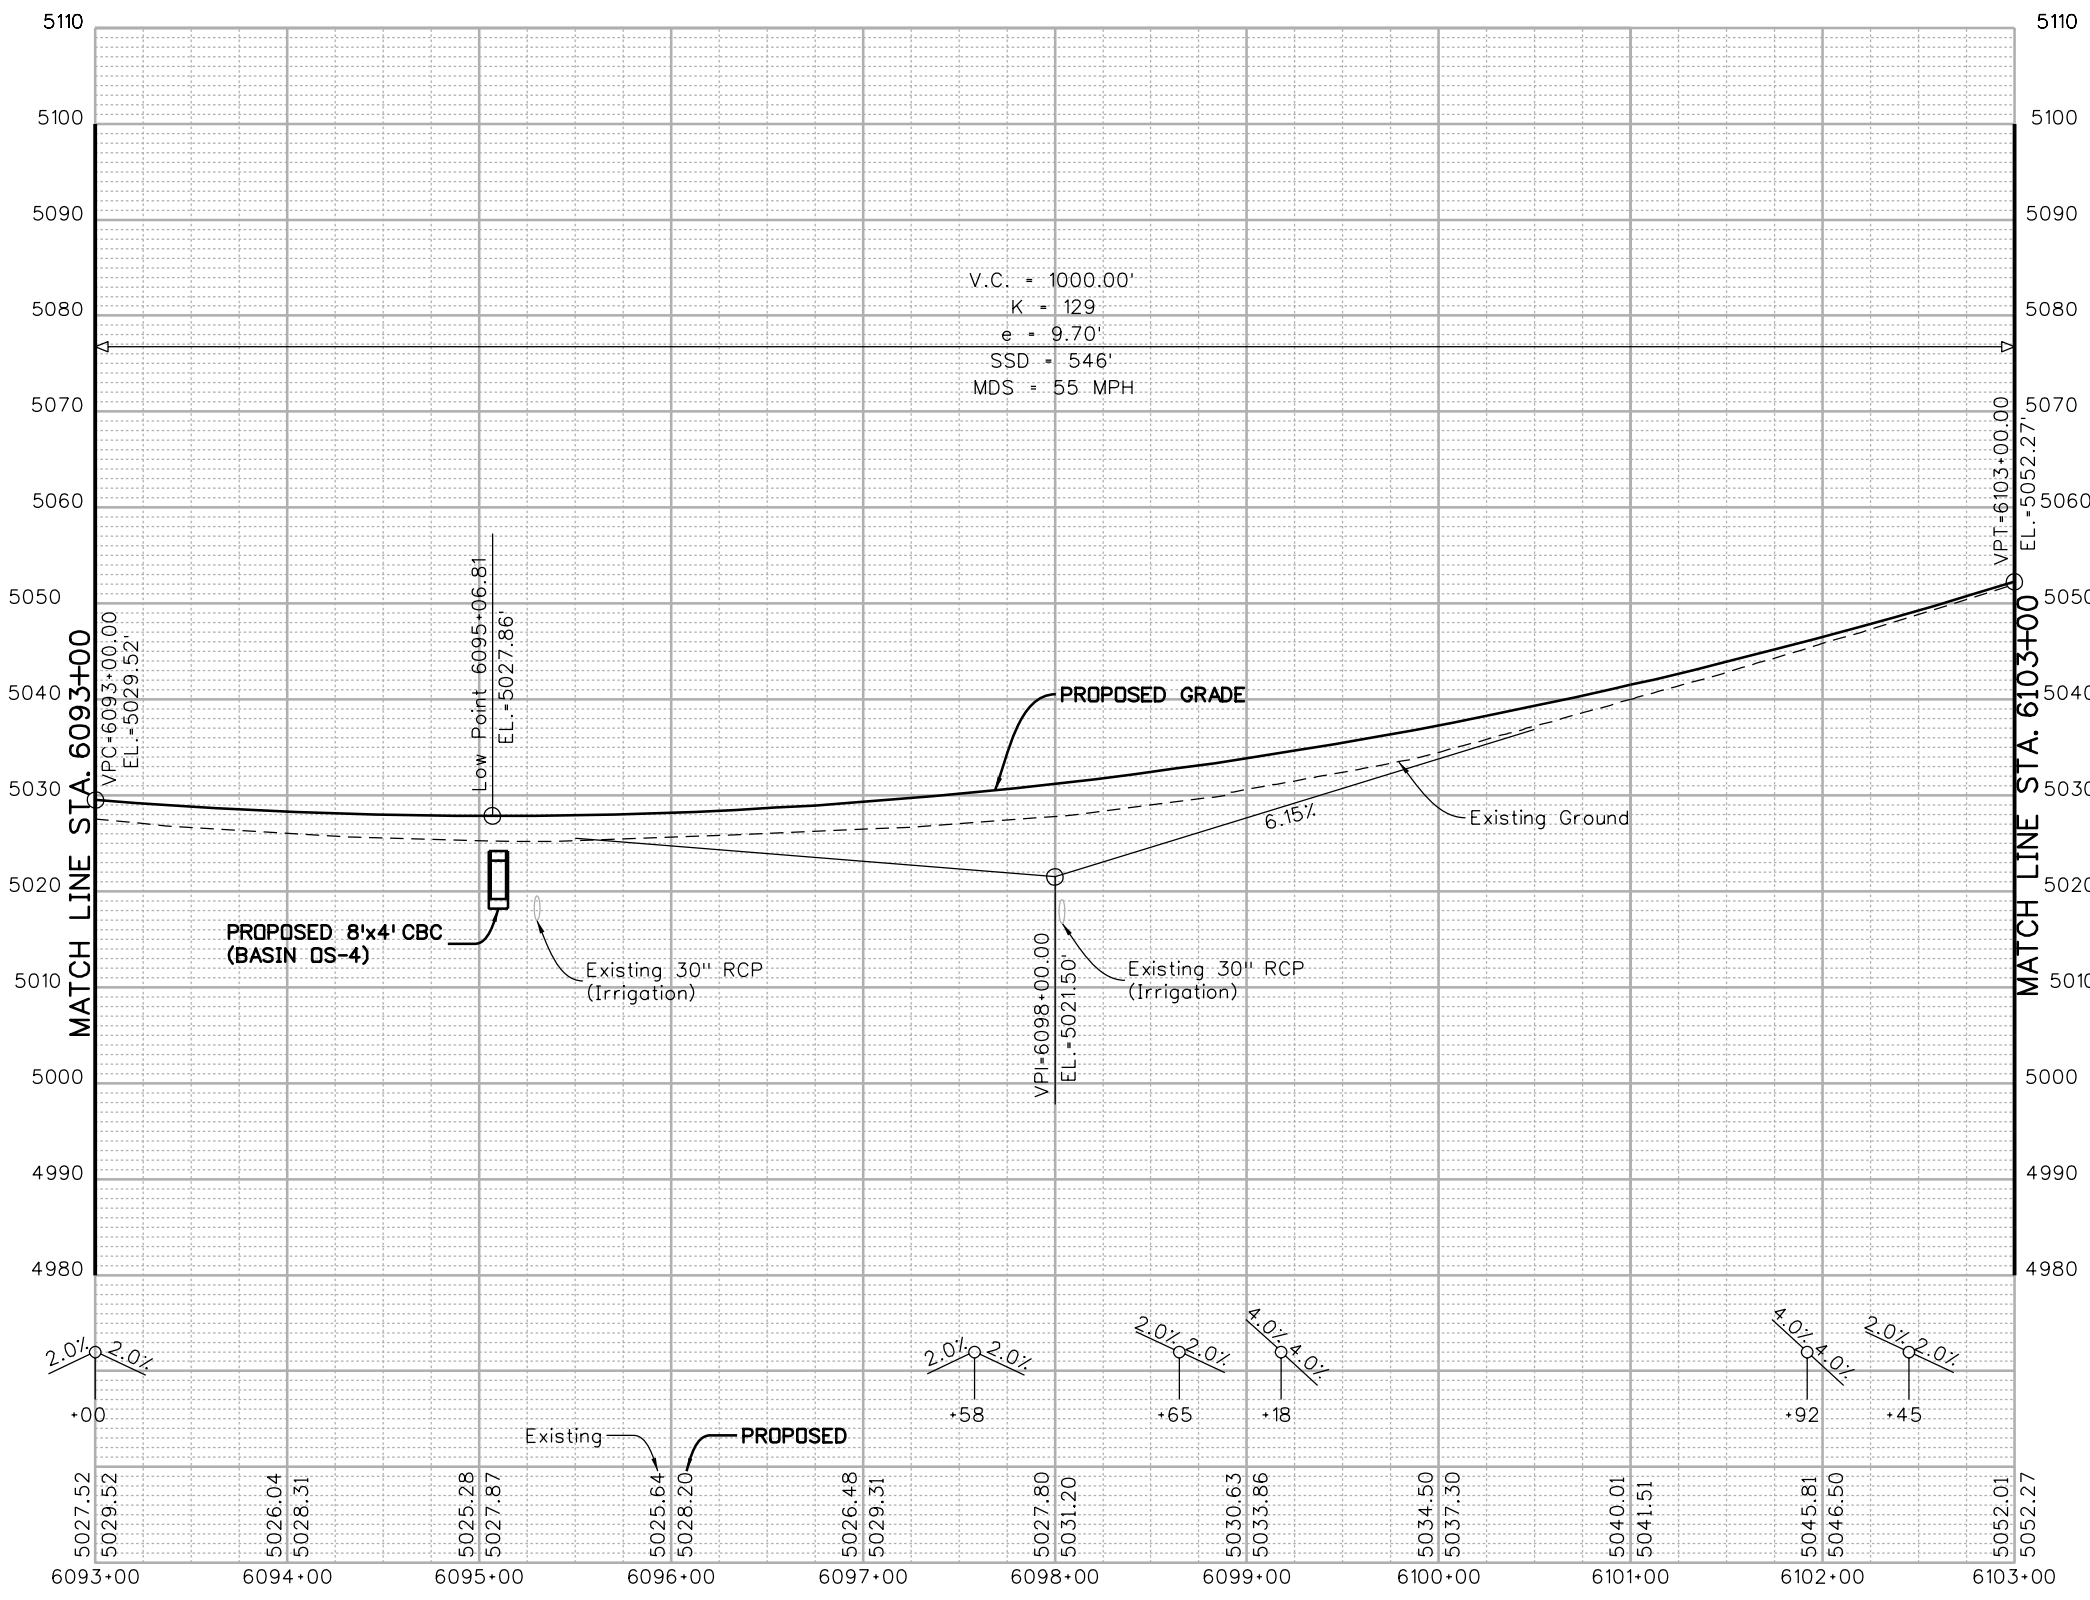 5110
5100
5090
5080
5070
5060
5050
5040
5030
5020
5010
5000
4990
4980
5110
5100
5090
5080
5070
5060
5050
5040
5030
5020
5010
5000
4990
4980
MATCH LINE STA. 6093+00
VPC=6093+00.00
EL.=5029.52'
Low Point 6095+06.81
EL.=5027.86'
V.C. = 1000.00'
K = 129
e = 9.70'
SSD = 546'
MDS = 55 MPH
VPT=6103+00.00
EL.=5052.27'
MATCH LINE STA. 6103+00
PROPOSED GRADE
6.15%
Existing Ground
PROPOSED 8'x4' CBC
(BASIN OS-4)
Existing 30" RCP
(Irrigation)
VPI=6098+00.00
EL.=5021.50'
Existing 30" RCP
(Irrigation)
2.0% 2.0%
+00
2.0% 2.0%
+58
2.0% 2.0%
+65
4.0% 4.0%
+18
4.0% 4.0%
+92
2.0% 2.0%
+45
Existing
PROPOSED
5027.52
5029.52
5026.04
5028.31
5025.28
5027.87
5025.64
5028.20
5026.48
5029.31
5027.80
5031.20
5030.63
5033.86
5034.50
5037.30
5040.01
5041.51
5045.81
5046.50
5052.01
5052.27
6093+00
6094+00
6095+00
6096+00
6097+00
6098+00
6099+00
6100+00
6101+00
6102+00
6103+00